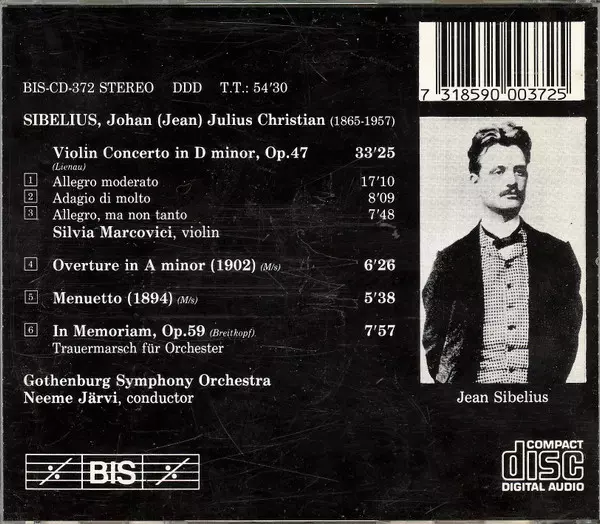 BIS-CD-372 STEREO DDD T.T.: 54'30
SIBELIUS, Johan (Jean) Julius Christian (1865-1957)
Violin Concerto in D minor, Op.47 33'25
(Lienau)
1 Allegro moderato 17'10
2 Adagio di molto 8'09
3 Allegro, ma non tanto 7'48
Silvia Marcovici, violin
4 Overture in A minor (1902) (M/s) 6'26
5 Menuetto (1894) (M/s) 5'38
6 In Memoriam, Op.59 (Breitkopf) 7'57
Trauermarsch für Orchester
Gothenburg Symphony Orchestra
Neeme Järvi, conductor
BIS
7 318590 003725
Jean Sibelius
COMPACT
disc
DIGITAL AUDIO